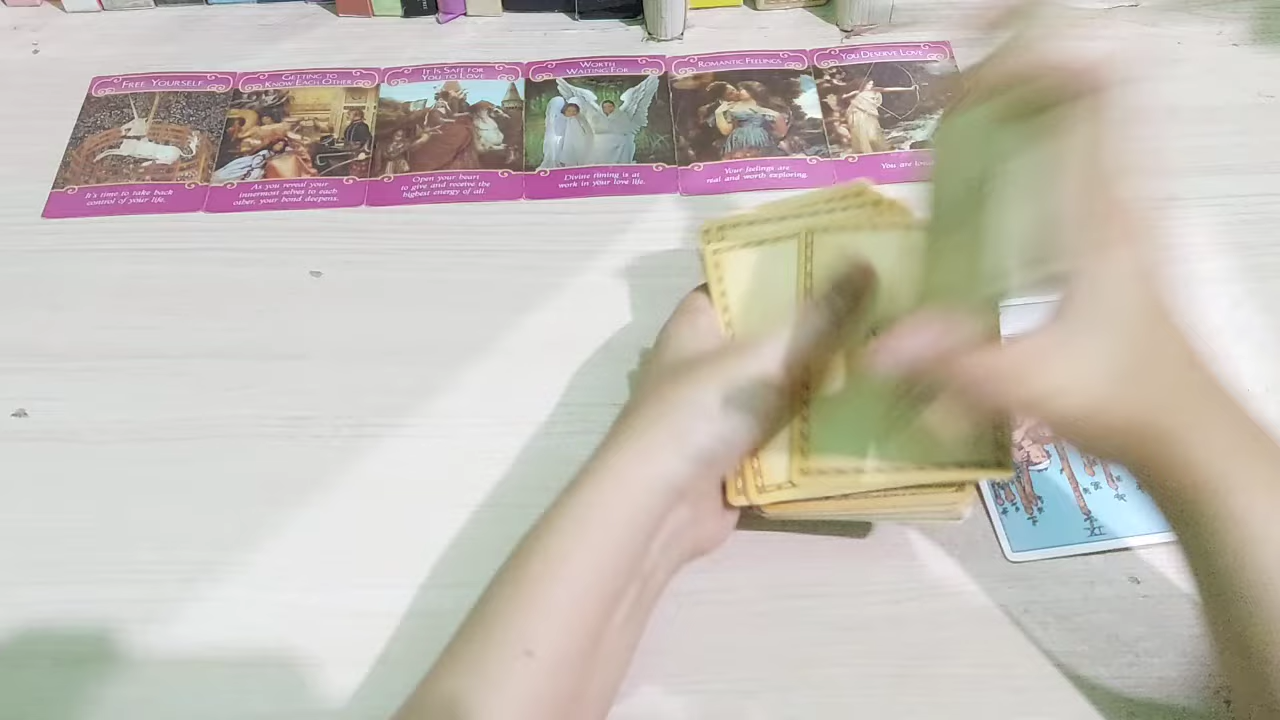 FREE YOURSELF
It's time to take back
control of your life.
GETTING TO
KNOW EACH OTHER
As you reveal your
innermost selves to each
other, your bond deepens.
IT IS SAFE FOR
YOU TO LOVE
Open your heart
to give and receive the
highest energy of all.
WORTH
WAITING FOR
Divine timing is at
work in your love life.
ROMANTIC FEELINGS
Your feelings are
real and worth exploring.
YOU DESERVE LOVE
You are
IX